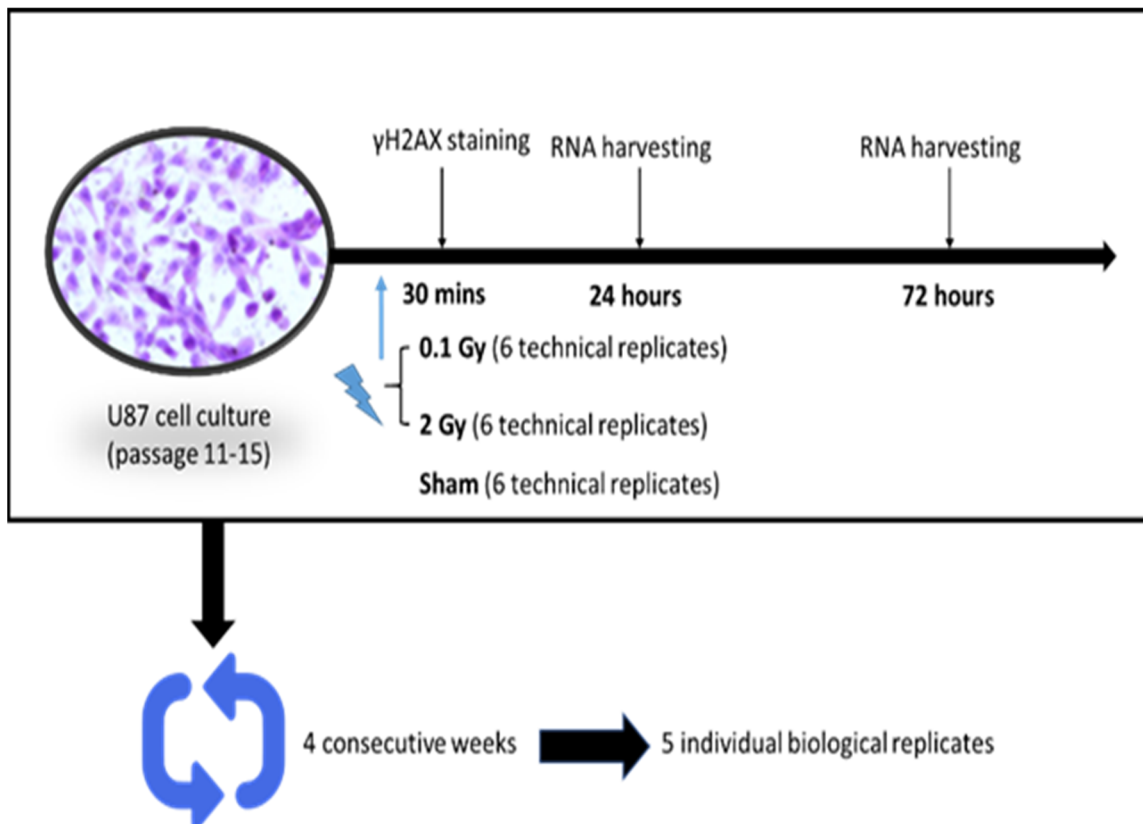 γH2AX staining
RNA harvesting
RNA harvesting
30 mins
24 hours
72 hours
0.1 Gy (6 technical replicates)
2 Gy (6 technical replicates)
Sham (6 technical replicates)
U87 cell culture
(passage 11-15)
4 consecutive weeks
5 individual biological replicates